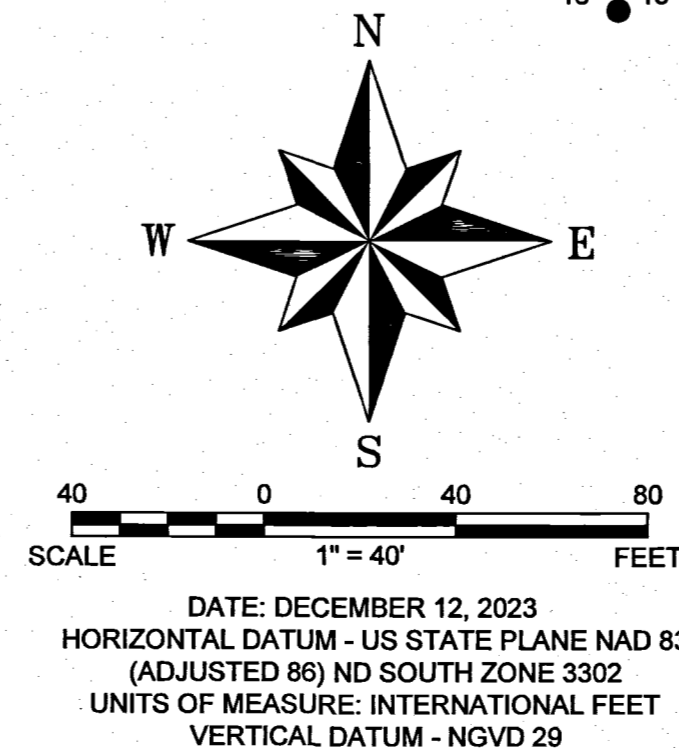 N
W E
S
40 0 40 80
SCALE 1" = 40' FEET
DATE: DECEMBER 12, 2023
HORIZONTAL DATUM - US STATE PLANE NAD 83
(ADJUSTED 86) ND SOUTH ZONE 3302
UNITS OF MEASURE: INTERNATIONAL FEET
VERTICAL DATUM - NGVD 29